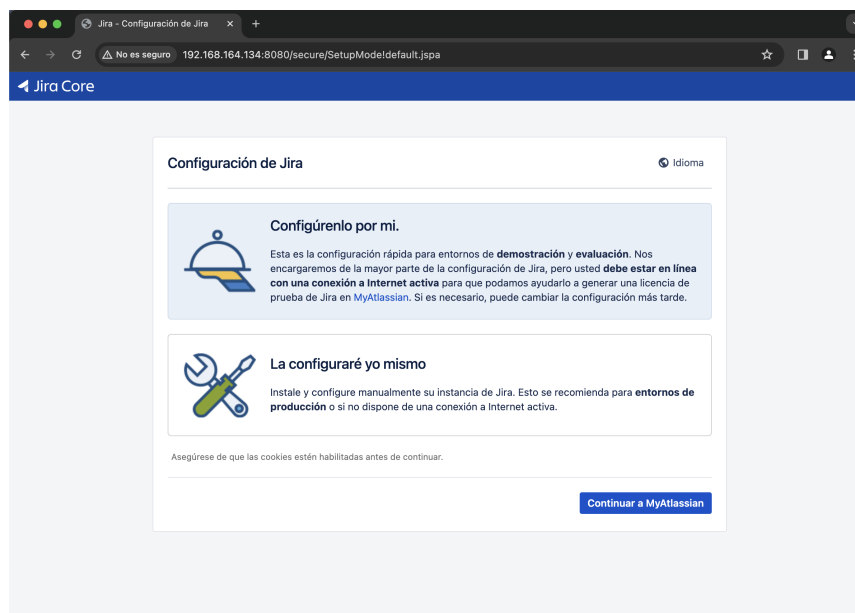 Jira - Configuración de Jira
No es seguro 192.168.164.134:8080/secure/SetupMode!default.jspa
Jira Core
Configuración de Jira
Idioma
Configúrenlo por mi.
Esta es la configuración rápida para entornos de demostración y evaluación. Nos
encargaremos de la mayor parte de la configuración de Jira, pero usted debe estar en línea
con una conexión a Internet activa para que podamos ayudarlo a generar una licencia de
prueba de Jira en MyAtlassian. Si es necesario, puede cambiar la configuración más tarde.
La configuraré yo mismo
Instale y configure manualmente su instancia de Jira. Esto se recomienda para entornos de
producción o si no dispone de una conexión a Internet activa.
Asegúrese de que las cookies estén habilitadas antes de continuar.
Continuar a MyAtlassian